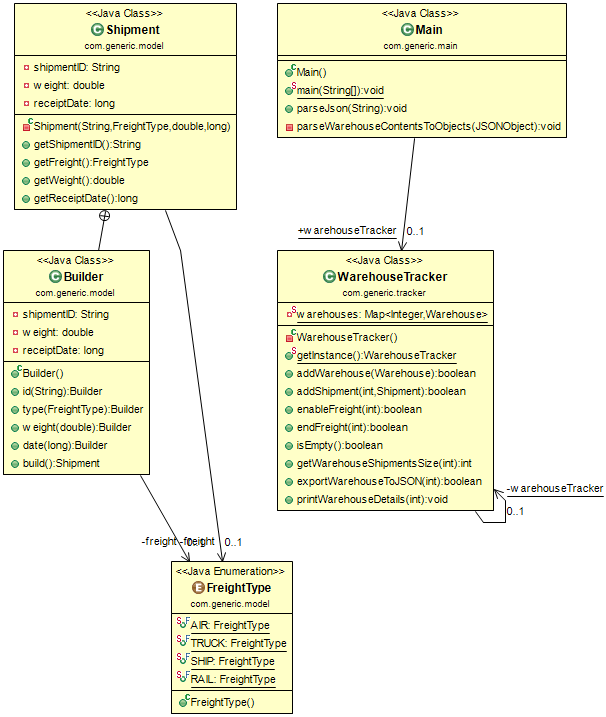 <<Java Class>>
Shipment
com.generic.model
shipmentID: String
weight: double
receiptDate: long
Shipment(String,FreightType,double,long)
getShipmentID():String
getFreight():FreightType
getWeight():double
getReceiptDate():long
<<Java Class>>
Main
com.generic.main
Main()
main(String[]):void
parseJson(String):void
parseWarehouseContentsToObjects(JSONObject):void
+warehouseTracker
0..1
<<Java Class>>
Builder
com.generic.model
shipmentID: String
weight: double
receiptDate: long
Builder()
id(String):Builder
type(FreightType):Builder
weight(double):Builder
date(long):Builder
build():Shipment
<<Java Class>>
WarehouseTracker
com.generic.tracker
warehouses: Map<Integer,Warehouse>
WarehouseTracker()
getInstance():WarehouseTracker
addWarehouse(Warehouse):boolean
addShipment(int,Shipment):boolean
enableFreight(int):boolean
endFreight(int):boolean
isEmpty():boolean
getWarehouseShipmentsSize(int):int
exportWarehouseToJSON(int):boolean
printWarehouseDetails(int):void
-warehouseTracker
0..1
-freight
0..1
-freight
0..1
<<Java Enumeration>>
FreightType
com.generic.model
AIR: FreightType
TRUCK: FreightType
SHIP: FreightType
RAIL: FreightType
FreightType()